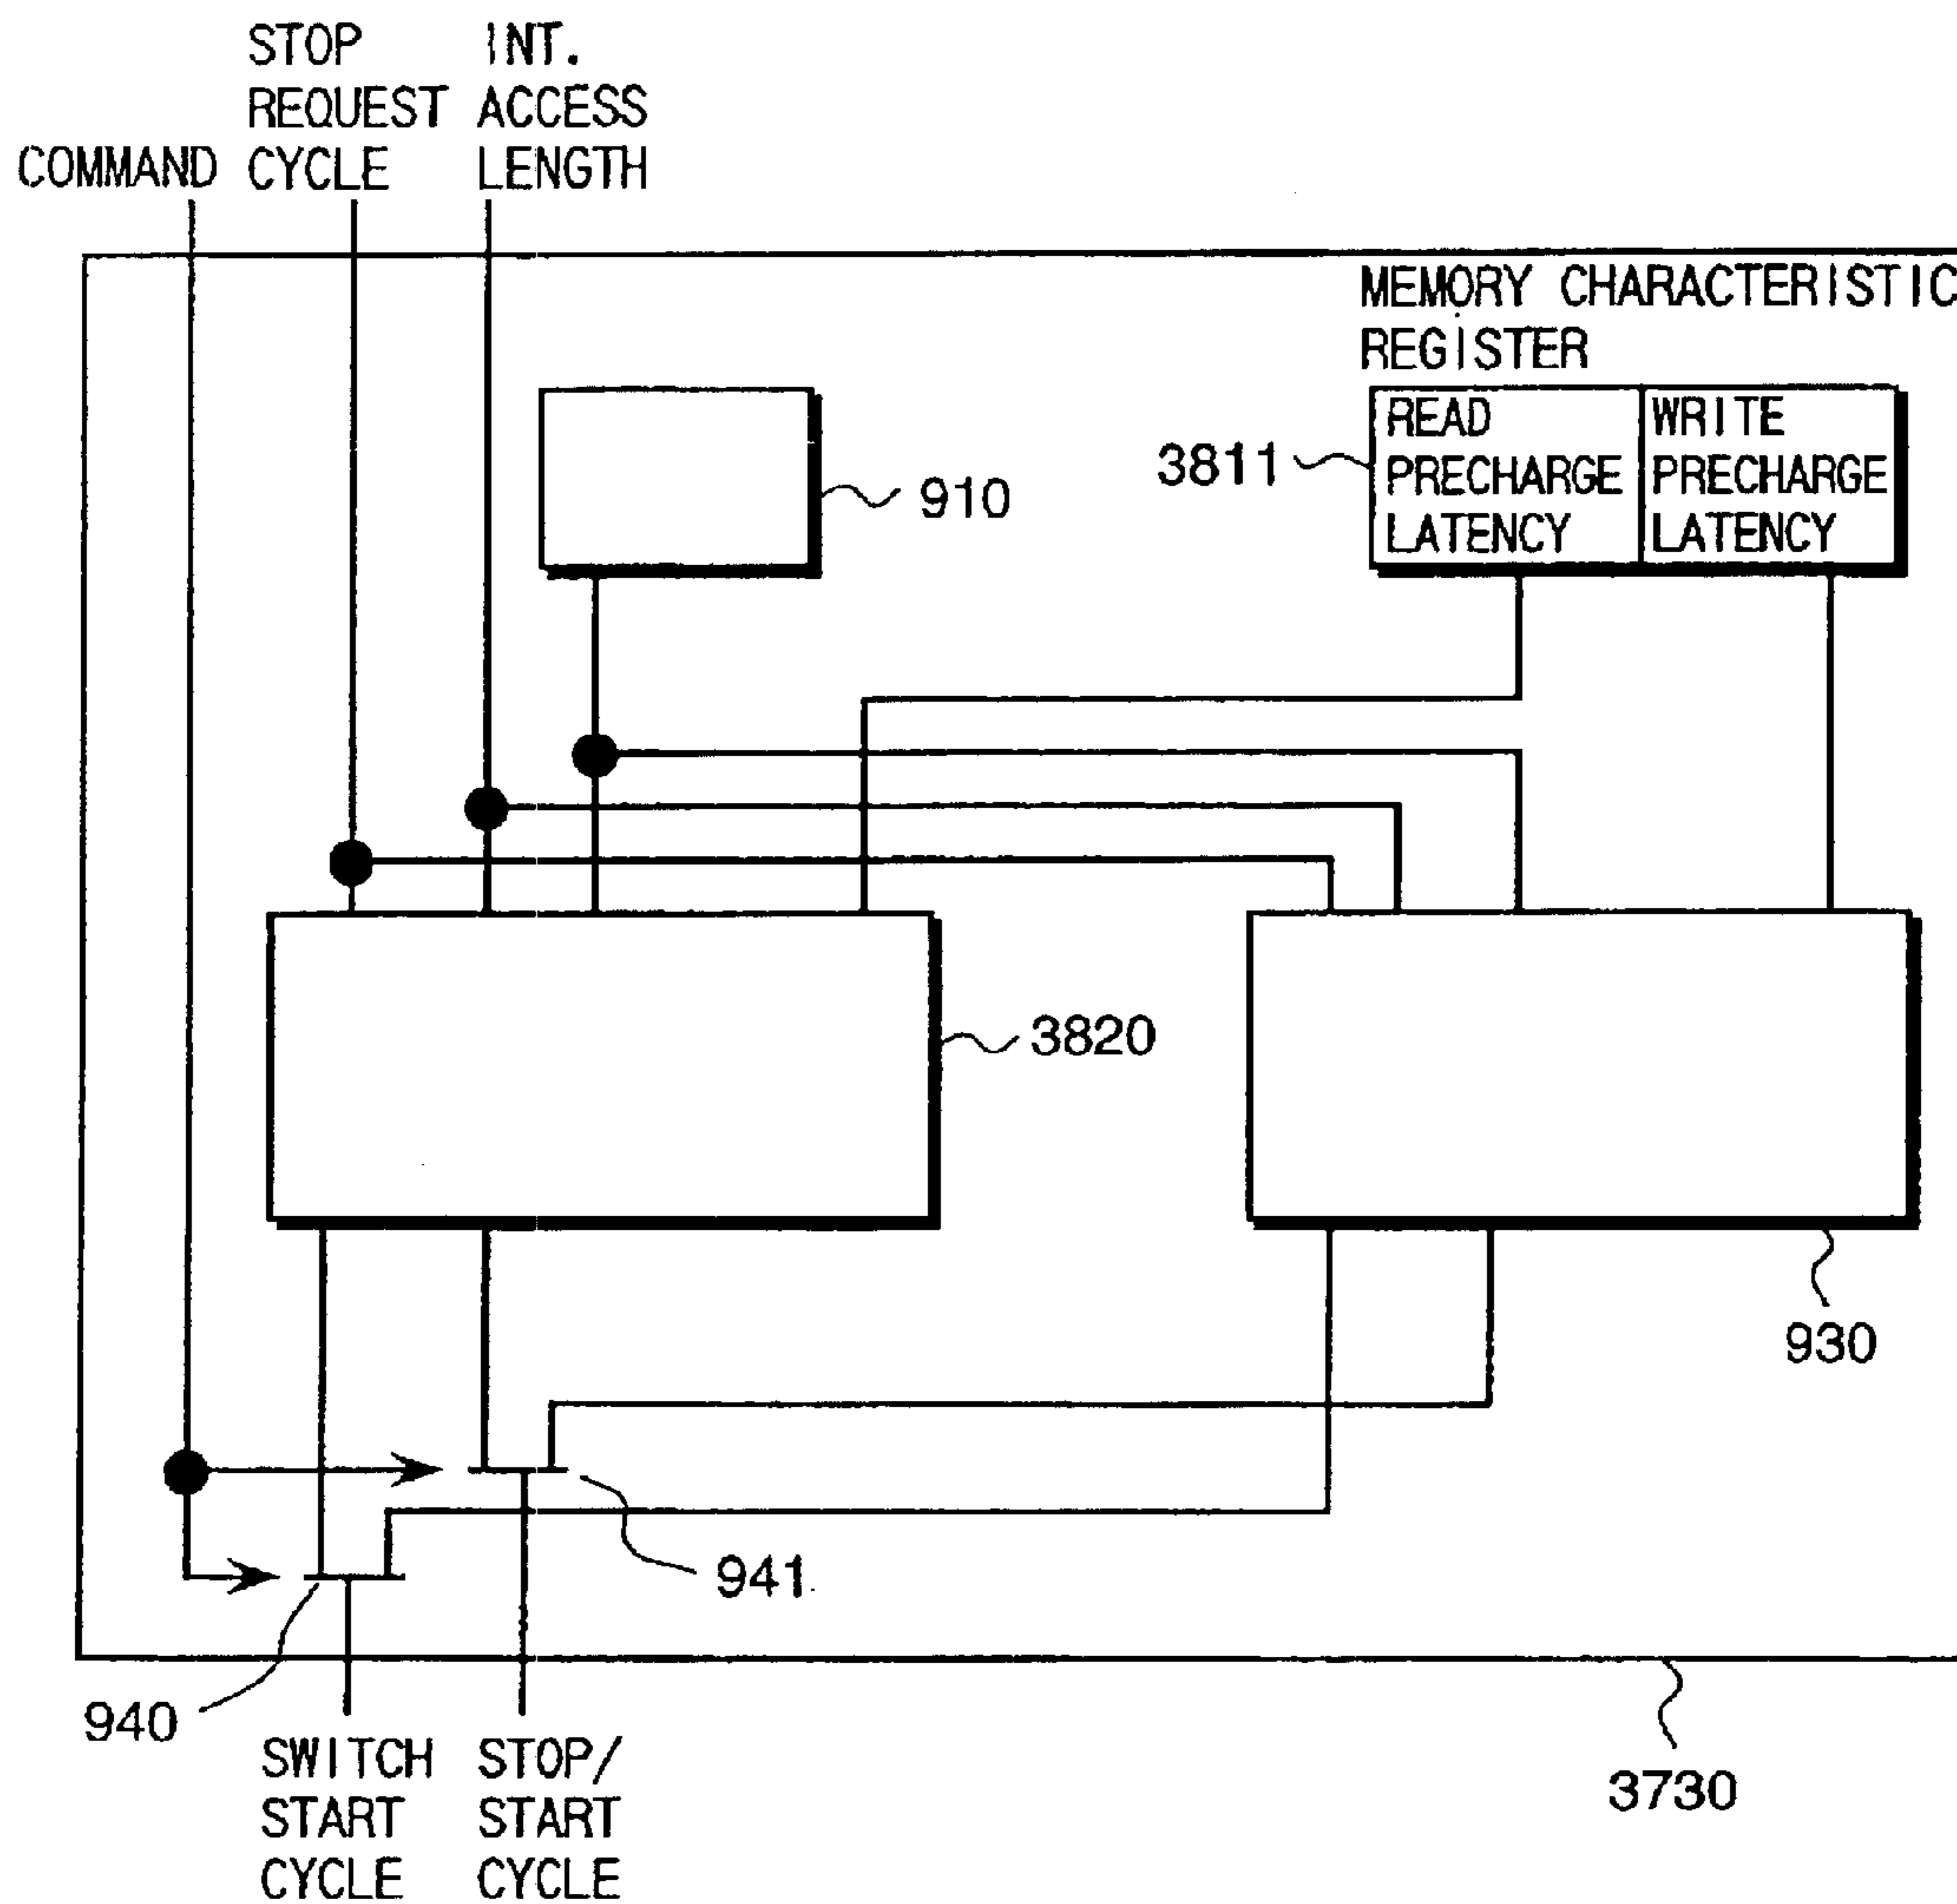 STOP
REQUEST
CYCLE
INT.
ACCESS
LENGTH
COMMAND
MEMORY CHARACTERISTIC
REGISTER
READ
PRECHARGE
LATENCY
WRITE
PRECHARGE
LATENCY
3811
910
3820
930
941
940
SWITCH
START
CYCLE
STOP/
START
CYCLE
3730